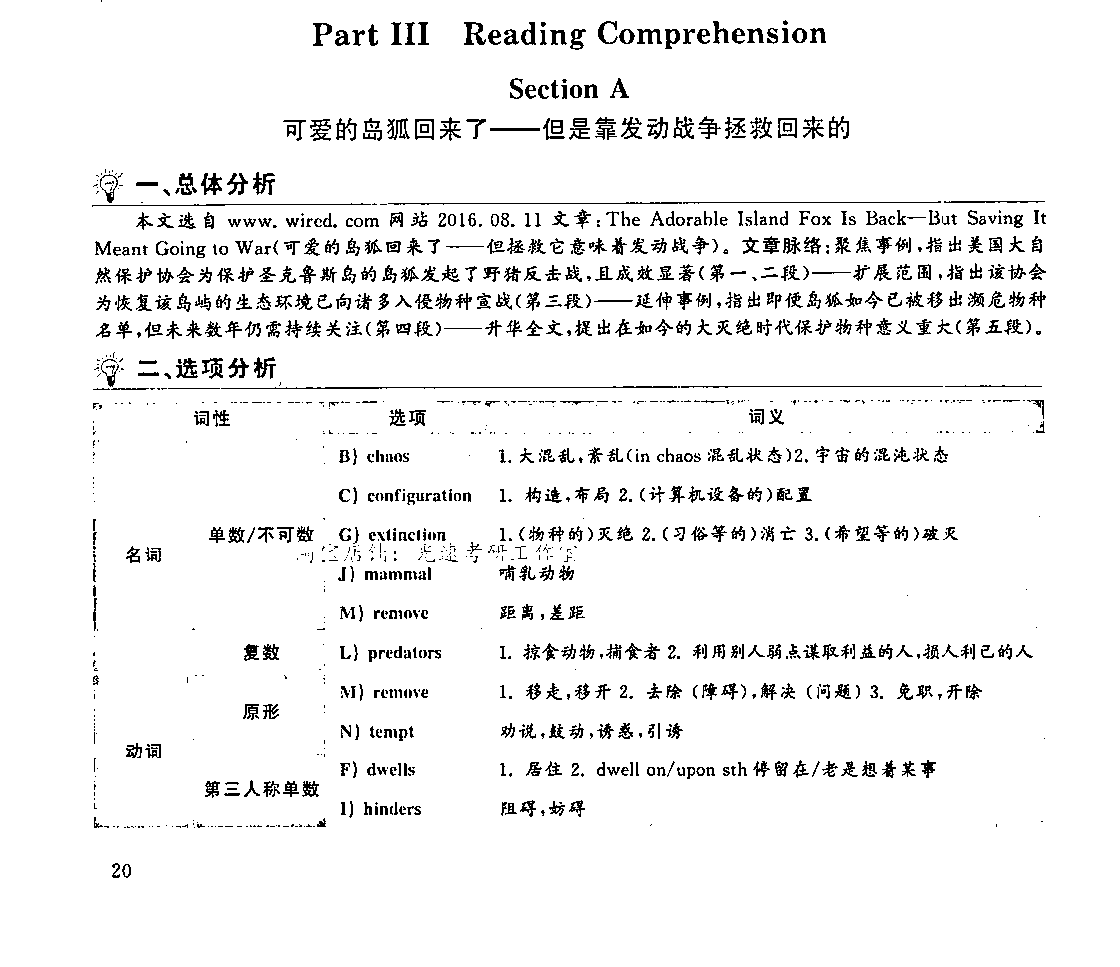 Part III Reading Comprehension
Section A
可爱的岛狐回来了——但是靠发动战争拯救回来的
一、总体分析
本文选自 www. wired. com 网站 2016. 08. 11 文章:The Adorable Island Fox Is Back—But Saving It
Meant Going to War(可爱的岛狐回来了——但拯救它意味着发动战争)。文章脉络:聚焦事例,指出美国大自
然保护协会为保护圣克鲁斯岛的岛狐发起了野猪反击战,且成效显著(第一、二段)——扩展范围,指出该协会
为恢复该岛屿的生态环境已向诸多入侵物种宣战(第三段)——延伸事例,指出即便岛狐如今已被移出濒危物种
名单,但未来数年仍需持续关注(第四段)——升华全文,提出在如今的大灭绝时代保护物种意义重大(第五段)。
二、选项分析
词性 选项 词义
B) chaos 1. 大混乱,紊乱(in chaos 混乱状态)2. 宇宙的混沌状态
C) configuration 1. 构造,布局 2. (计算机设备的)配置
单数/不可数 G) extinction 1. (物种的)灭绝 2. (习俗等的)消亡 3. (希望等的)破灭
名词
淘宝店铺: 光速考研工作室
J) mammal 哺乳动物
M) remove 距离,差距
复数 L) predators 1. 掠食动物,捕食者 2. 利用别人弱点谋取利益的人,损人利己的人
M) remove 1. 移走,移开 2. 去除 (障碍),解决 (问题) 3. 免职,开除
原形
N) tempt 劝说,鼓动,诱惑,引诱
动词
F) dwells 1. 居住 2. dwell on/upon sth 停留在/老是想着某事
第三人称单数
I) hinders 阻碍,妨碍
20